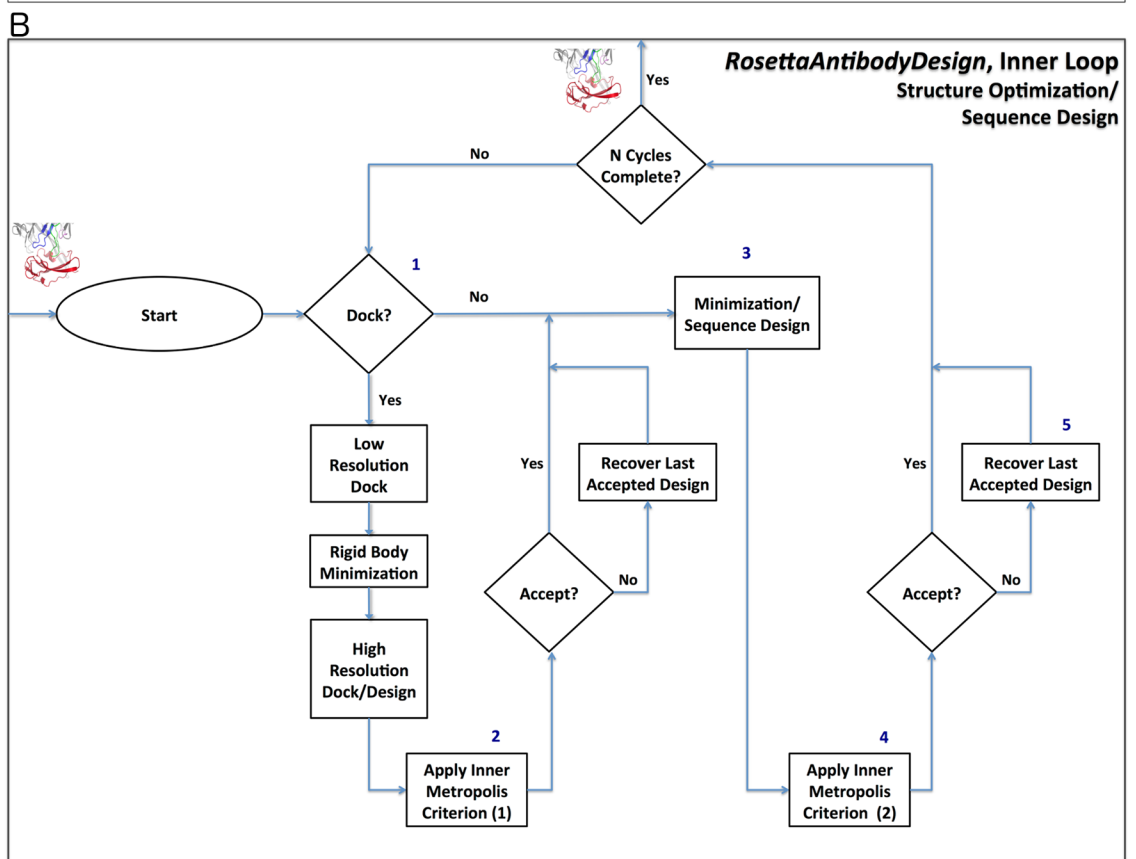 B
RosettaAntibodyDesign, Inner Loop
Structure Optimization/
Sequence Design
Yes
N Cycles
Complete?
No
Start
1
Dock?
No
3
Minimization/
Sequence Design
Yes
Low
Resolution
Dock
Rigid Body
Minimization
High
Resolution
Dock/Design
2
Apply Inner
Metropolis
Criterion (1)
Accept?
Yes
No
Recover Last
Accepted Design
4
Apply Inner
Metropolis
Criterion  (2)
Accept?
Yes
No
5
Recover Last
Accepted Design